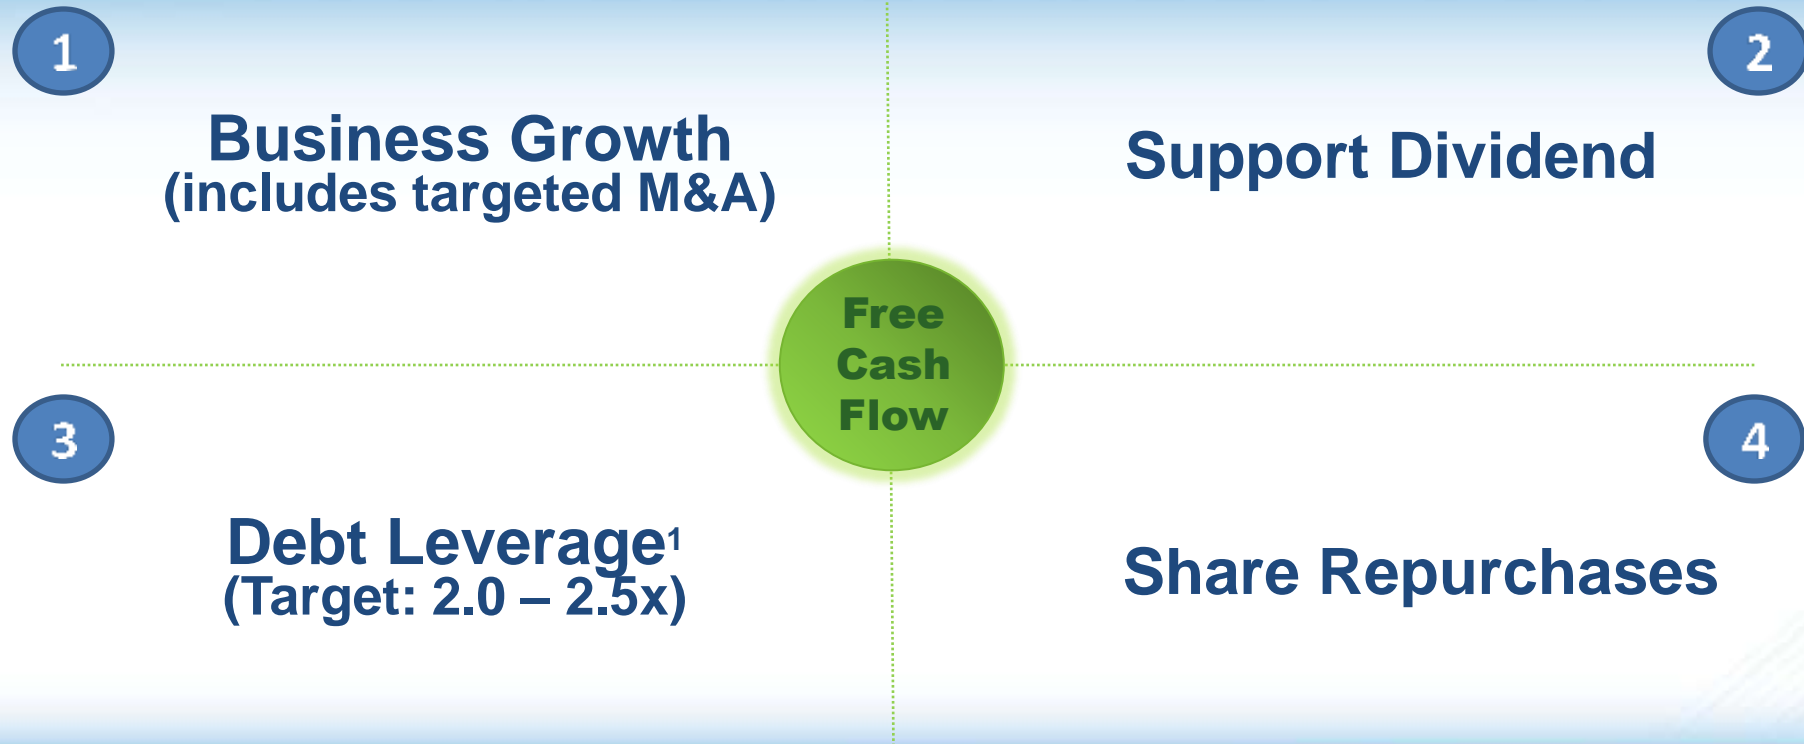 1
Business Growth
(includes targeted M&A)
2
Support Dividend
Free
Cash
Flow
3
Debt Leverage¹
(Target: 2.0 – 2.5x)
4
Share Repurchases